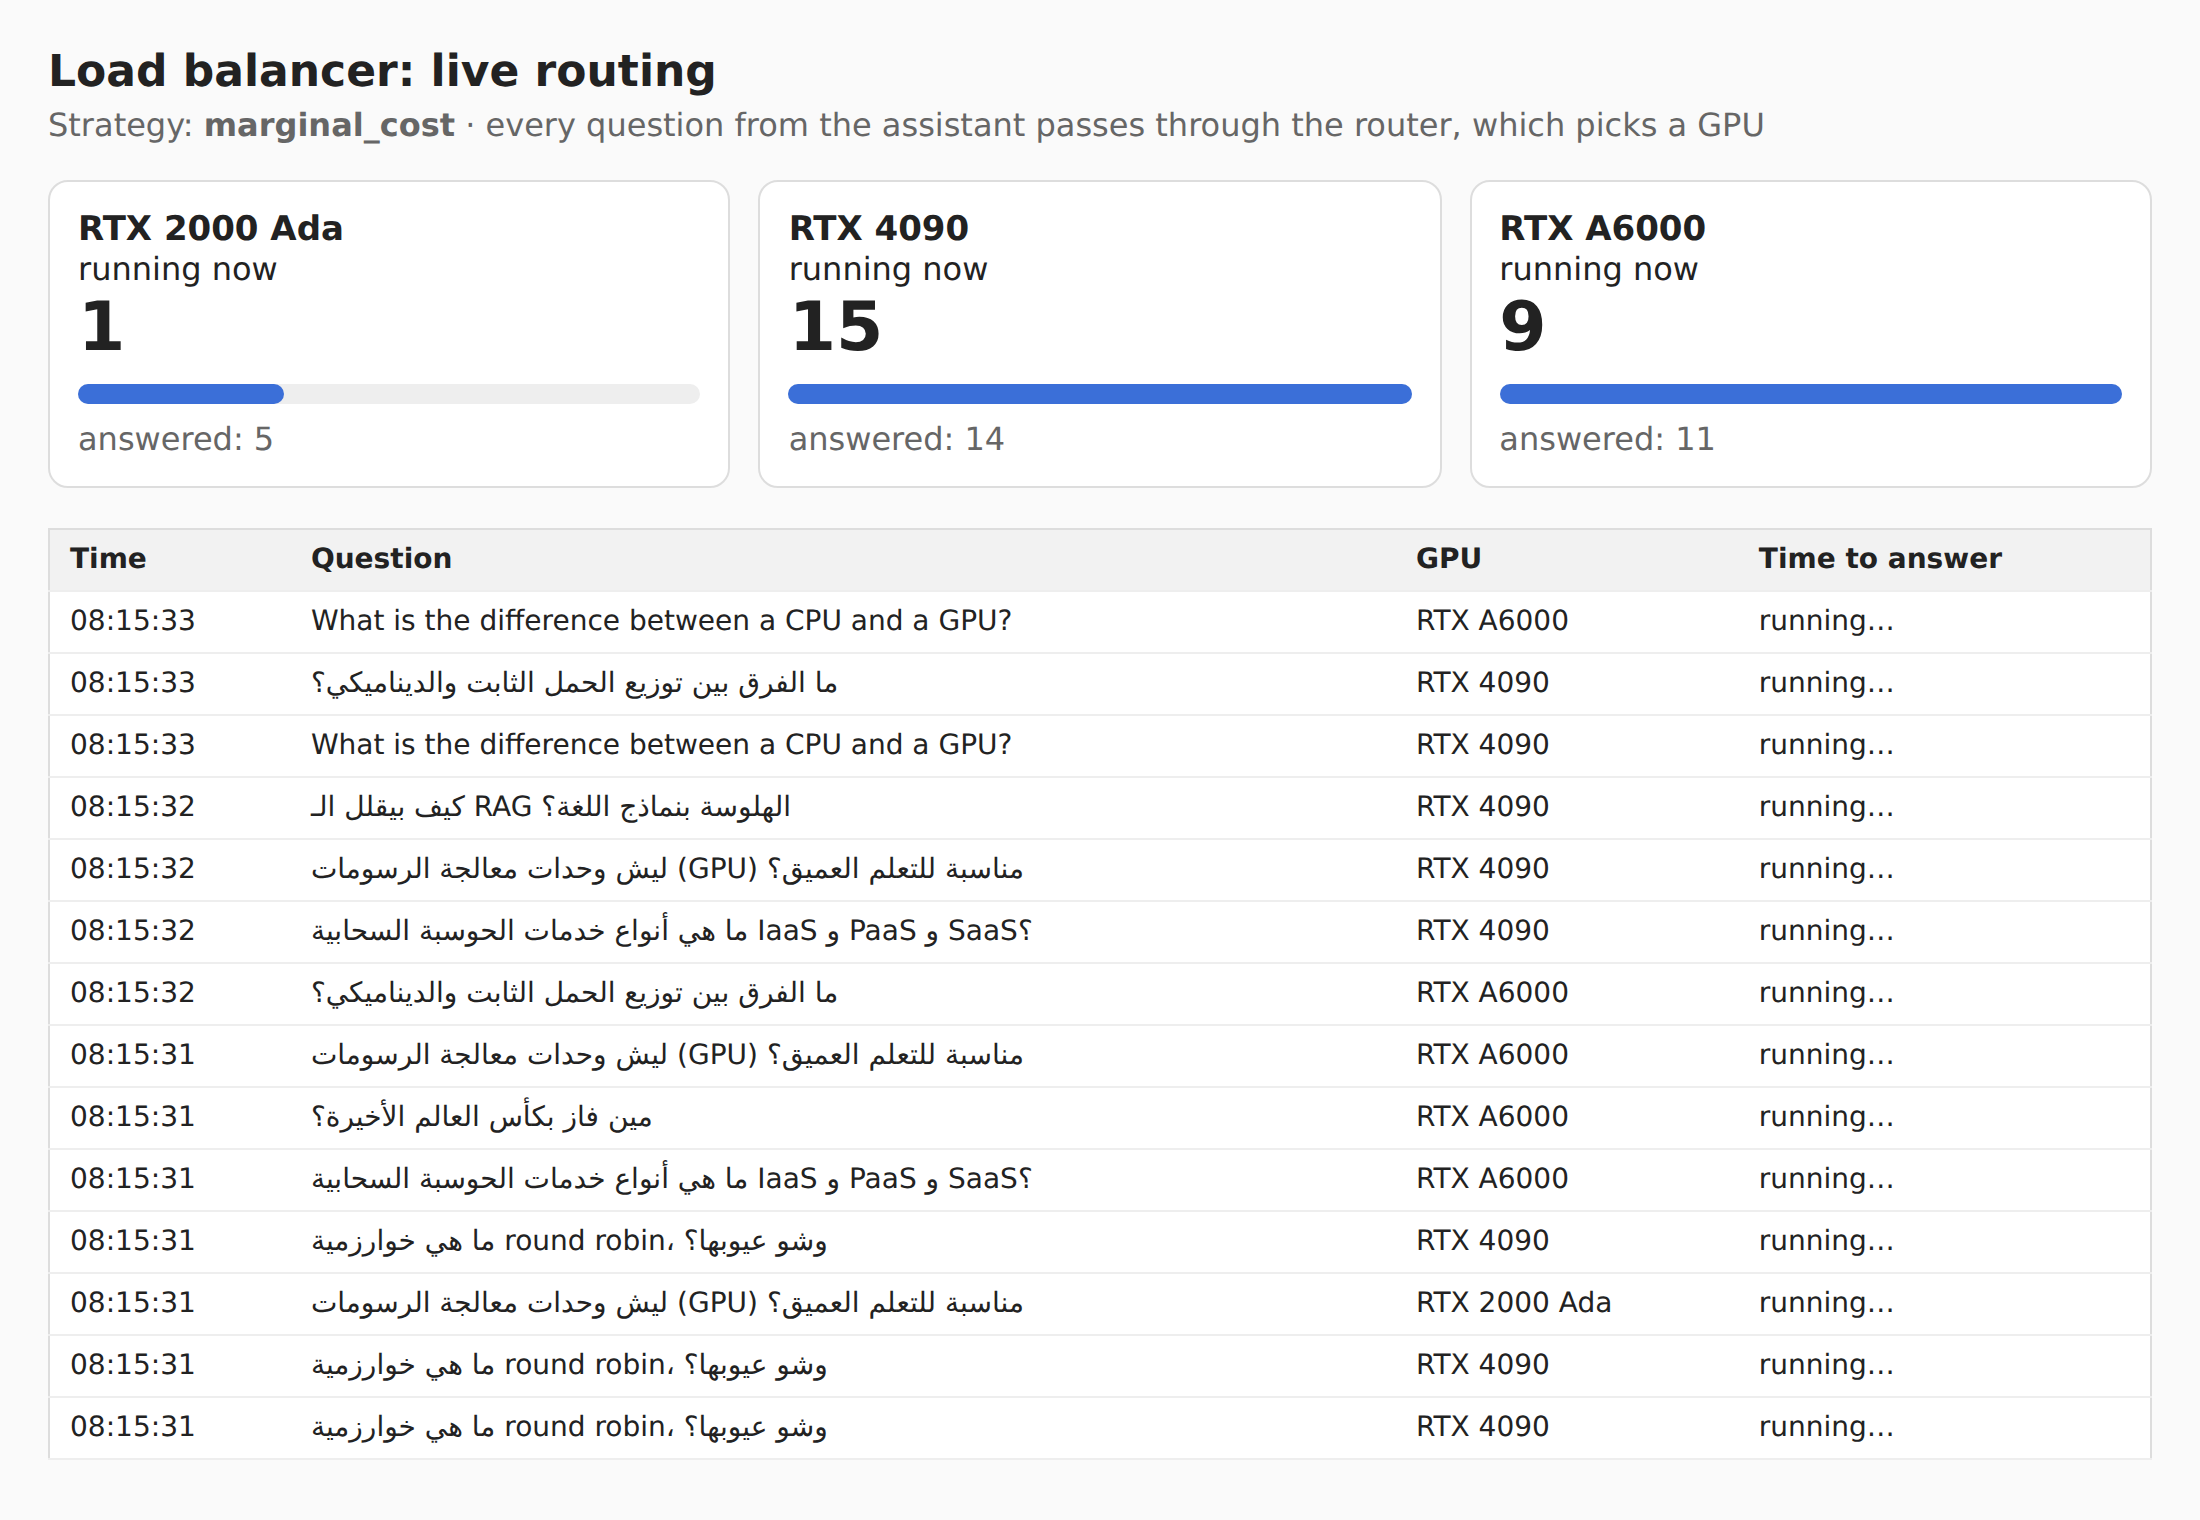 Load balancer: live routing
Strategy: marginal_cost · every question from the assistant passes through the router, which picks a GPU
RTX 2000 Ada
running now
1
answered: 5
RTX 4090
running now
15
answered: 14
RTX A6000
running now
9
answered: 11
Time Question GPU Time to answer
08:15:33 What is the difference between a CPU and a GPU? RTX A6000 running…
08:15:33 ما الفرق بين توزيع الحمل الثابت والديناميكي؟ RTX 4090 running…
08:15:33 What is the difference between a CPU and a GPU? RTX 4090 running…
08:15:32 كيف بيقلل الـ RAG الهلوسة بنماذج اللغة؟ RTX 4090 running…
08:15:32 ليش وحدات معالجة الرسومات (GPU) مناسبة للتعلم العميق؟ RTX 4090 running…
08:15:32 ما هي أنواع خدمات الحوسبة السحابية IaaS و PaaS و SaaS؟ RTX 4090 running…
08:15:32 ما الفرق بين توزيع الحمل الثابت والديناميكي؟ RTX A6000 running…
08:15:31 ليش وحدات معالجة الرسومات (GPU) مناسبة للتعلم العميق؟ RTX A6000 running…
08:15:31 مين فاز بكأس العالم الأخيرة؟ RTX A6000 running…
08:15:31 ما هي أنواع خدمات الحوسبة السحابية IaaS و PaaS و SaaS؟ RTX A6000 running…
08:15:31 ما هي خوارزمية round robin، وشو عيوبها؟ RTX 4090 running…
08:15:31 ليش وحدات معالجة الرسومات (GPU) مناسبة للتعلم العميق؟ RTX 2000 Ada running…
08:15:31 ما هي خوارزمية round robin، وشو عيوبها؟ RTX 4090 running…
08:15:31 ما هي خوارزمية round robin، وشو عيوبها؟ RTX 4090 running…